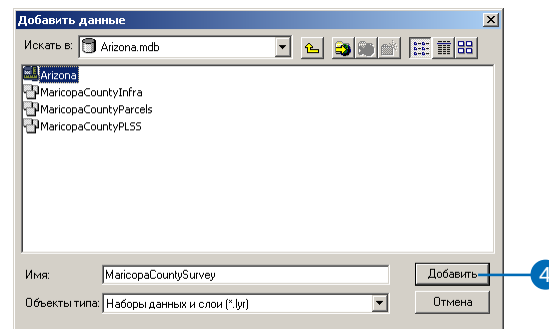 Добавить данные
Искать в: Arizona.mdb
Arizona
MaricopaCountyInfra
MaricopaCountyParcels
MaricopaCountyPLSS
Имя: MaricopaCountySurvey Добавить 4
Объекты типа: Наборы данных и слои (*.lyr) Отмена